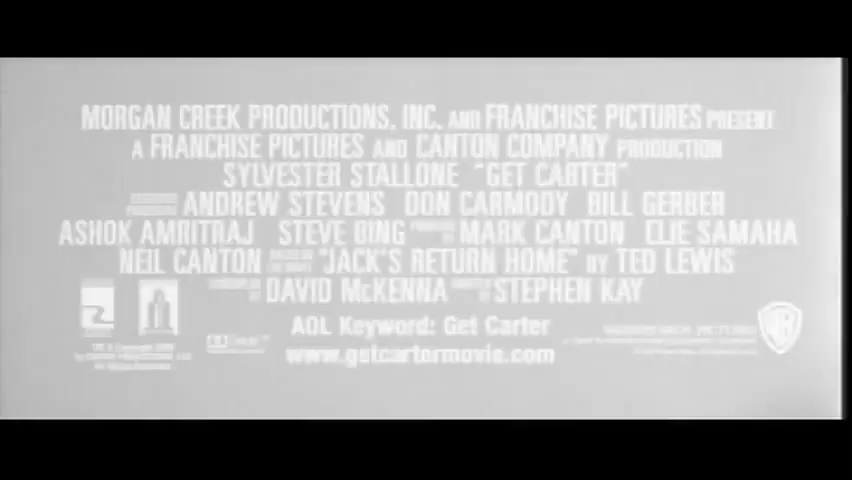 MORGAN CREEK PRODUCTIONS, INC. AND FRANCHISE PICTURES PRESENT
A FRANCHISE PICTURES AND CANTON COMPANY PRODUCTION
SYLVESTER STALLONE "GET CARTER"
ANDREW STEVENS DON CARMODY BILL GERBER
ASHOK AMRITRAJ STEVE BING MARK CANTON ELIE SAMAHA
NEIL CANTON "JACK'S RETURN HOME" BY TED LEWIS
DAVID McKENNA STEPHEN KAY
AOL Keyword: Get Carter
www.getcartermovie.com